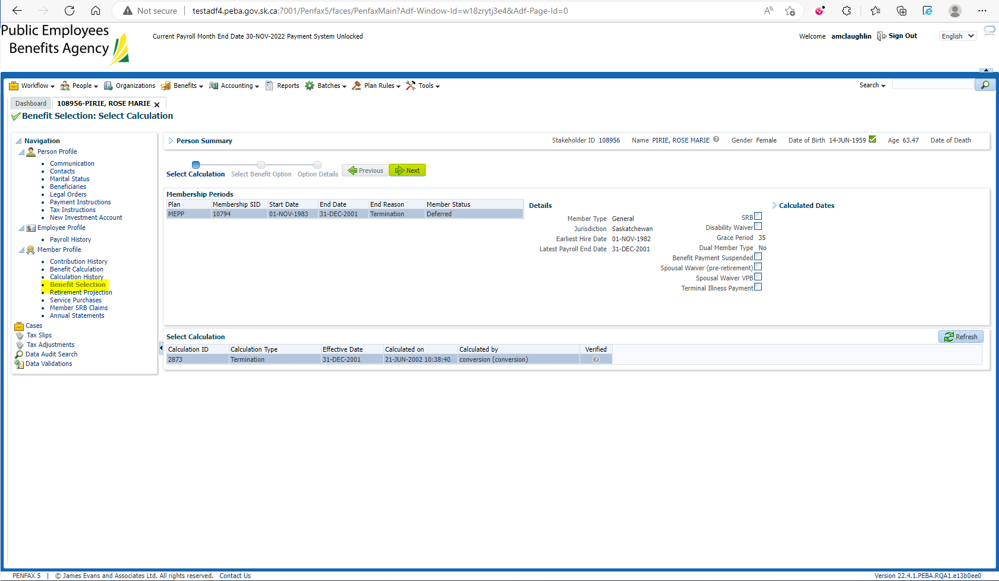 Not secure testadf4.peba.gov.sk.ca:7001/Penfax5/faces/PenfaxMain?Adf-Window-Id=w18zrytj3e4&Adf-Page-Id=0
Public Employees
Benefits Agency
Current Payroll Month End Date 30-NOV-2022 Payment System Unlocked
Welcome amclaughlin Sign Out English
Workflow People Organizations Benefits Accounting Reports Batches Plan Rules Tools Search
Dashboard 108956-PIRIE, ROSE MARIE
Benefit Selection: Select Calculation
Navigation
Person Profile
Communication
Contacts
Marital Status
Beneficiaries
Legal Orders
Payment Instructions
Tax Instructions
New Investment Account
Employee Profile
Payroll History
Member Profile
Contribution History
Benefit Calculation
Calculation History
Benefit Selection
Retirement Projection
Service Purchases
Member SRB Claims
Annual Statements
Cases
Tax Slips
Tax Adjustments
Data Audit Search
Data Validations
Person Summary Stakeholder ID 108956 Name PIRIE, ROSE MARIE Gender Female Date of Birth 14-JUN-1959 Age 63.47 Date of Death
Select Calculation Select Benefit Option Option Details Previous Next
Membership Periods
Plan Membership SID Start Date End Date End Reason Member Status
MEPP 10794 01-NOV-1983 31-DEC-2001 Termination Deferred
Details
Member Type General
Jurisdiction Saskatchewan
Earliest Hire Date 01-NOV-1982
Latest Payroll End Date 31-DEC-2001
SRB
Disability Waiver
Grace Period 35
Dual Member Type No
Benefit Payment Suspended
Spousal Waiver (pre-retirement)
Spousal Waiver VPB
Terminal Illness Payment
Calculated Dates
Select Calculation Refresh
Calculation ID Calculation Type Effective Date Calculated on Calculated by Verified
2873 Termination 31-DEC-2001 21-JUN-2002 10:38:40 conversion (conversion)
PENFAX 5 | © James Evans and Associates Ltd. All rights reserved. Contact Us Version 22.4.1.PEBA.RQA1.e13b0ee0